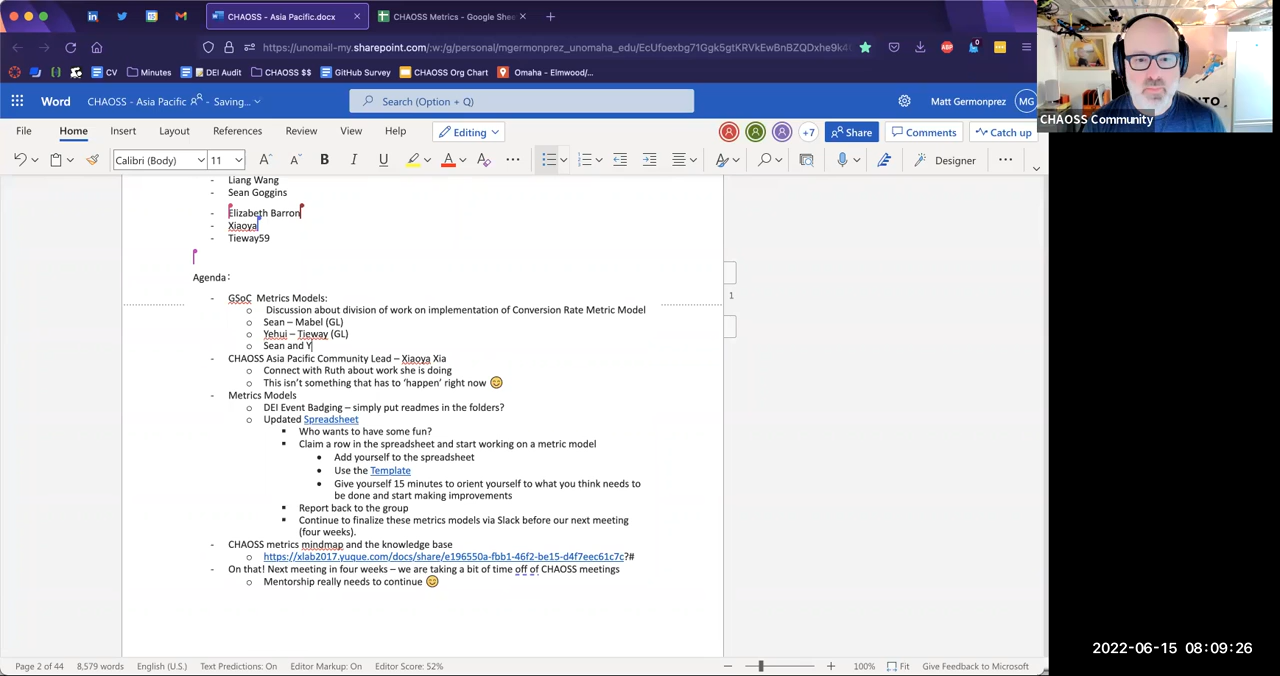 CHAOSS - Asia Pacific.docx
CHAOSS Metrics - Google Shee
https://unomail-my.sharepoint.com/:w:/g/personal/mgermonprez_unomaha_edu/
CV
Minutes
DEI Audit
CHAOSS $$
GitHub Survey
CHAOSS Org Chart
Omaha - Elmwood/...
CHAOSS Community
Word
CHAOSS - Asia Pacific - Saving...
Search (Option + Q)
Matt Germonprez
MG
File Home Insert Layout References Review View Help
Editing
+7
Share
Comments
Catch up
Calibri (Body)
11
B I U
A
Designer
- Liang Wang
- Sean Goggins
- Elizabeth Barron
- Xiaoya
- Tieway59
Agenda:
- GSoC Metrics Models:
o Discussion about division of work on implementation of Conversion Rate Metric Model
o Sean – Mabel (GL)
o Yehui – Tieway (GL)
o Sean and Y
- CHAOSS Asia Pacific Community Lead – Xiaoya Xia
o Connect with Ruth about work she is doing
o This isn't something that has to 'happen' right now 😊
- Metrics Models
o DEI Event Badging – simply put readmes in the folders?
o Updated Spreadsheet
▪ Who wants to have some fun?
▪ Claim a row in the spreadsheet and start working on a metric model
• Add yourself to the spreadsheet
• Use the Template
• Give yourself 15 minutes to orient yourself to what you think needs to
be done and start making improvements
▪ Report back to the group
▪ Continue to finalize these metrics models via Slack before our next meeting
(four weeks).
- CHAOSS metrics mindmap and the knowledge base
o https://xlab2017.yuque.com/docs/share/e196550a-fbb1-46f2-be15-d4f7eec61c7c?#
- On that! Next meeting in four weeks – we are taking a bit of time off of CHAOSS meetings
o Mentorship really needs to continue 😊
1
Page 2 of 44
8,579 words
English (U.S.)
Text Predictions: On
Editor Markup: On
Editor Score: 52%
100%
Fit
Give Feedback to Microsoft
2022-06-15 08:09:26